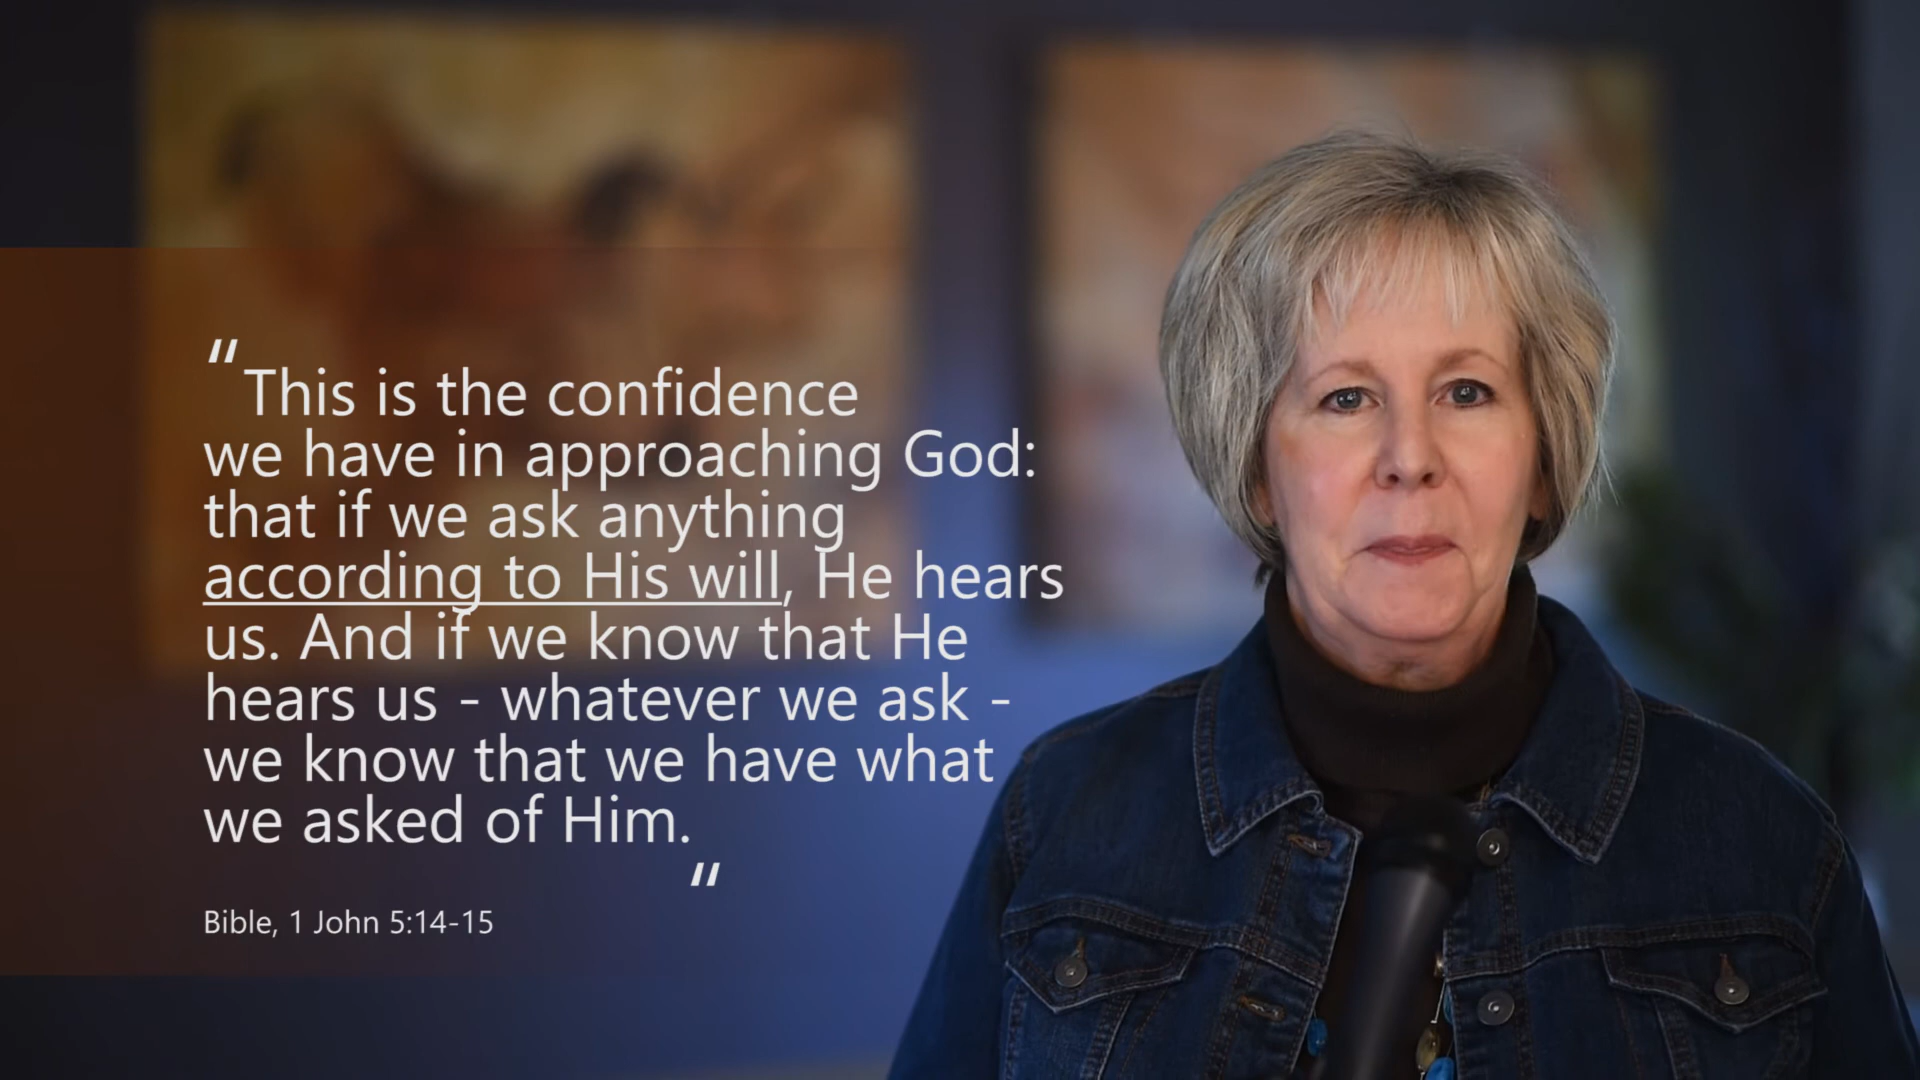 “This is the confidence
we have in approaching God:
that if we ask anything
according to His will, He hears
us. And if we know that He
hears us - whatever we ask -
we know that we have what
we asked of Him.
“
Bible, 1 John 5:14-15